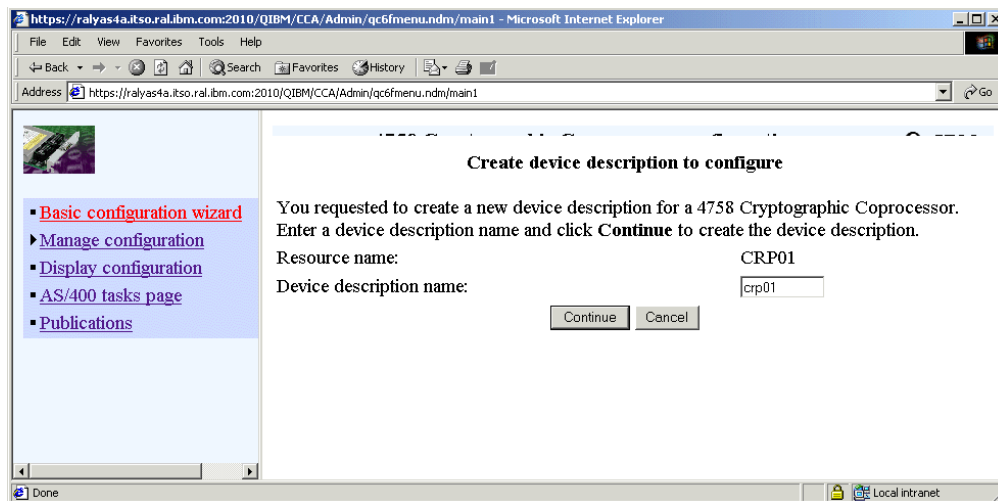 https://ralyas4a.itso.ral.ibm.com:2010/QIBM/CCA/Admin/qc6fmenu.ndm/main1 - Microsoft Internet Explorer
File Edit View Favorites Tools Help
Back Search Favorites History
Address https://ralyas4a.itso.ral.ibm.com:2010/QIBM/CCA/Admin/qc6fmenu.ndm/main1 Go
Basic configuration wizard
Manage configuration
Display configuration
AS/400 tasks page
Publications
Create device description to configure
You requested to create a new device description for a 4758 Cryptographic Coprocessor.
Enter a device description name and click Continue to create the device description.
Resource name: CRP01
Device description name: crp01
Continue Cancel
Done Local intranet